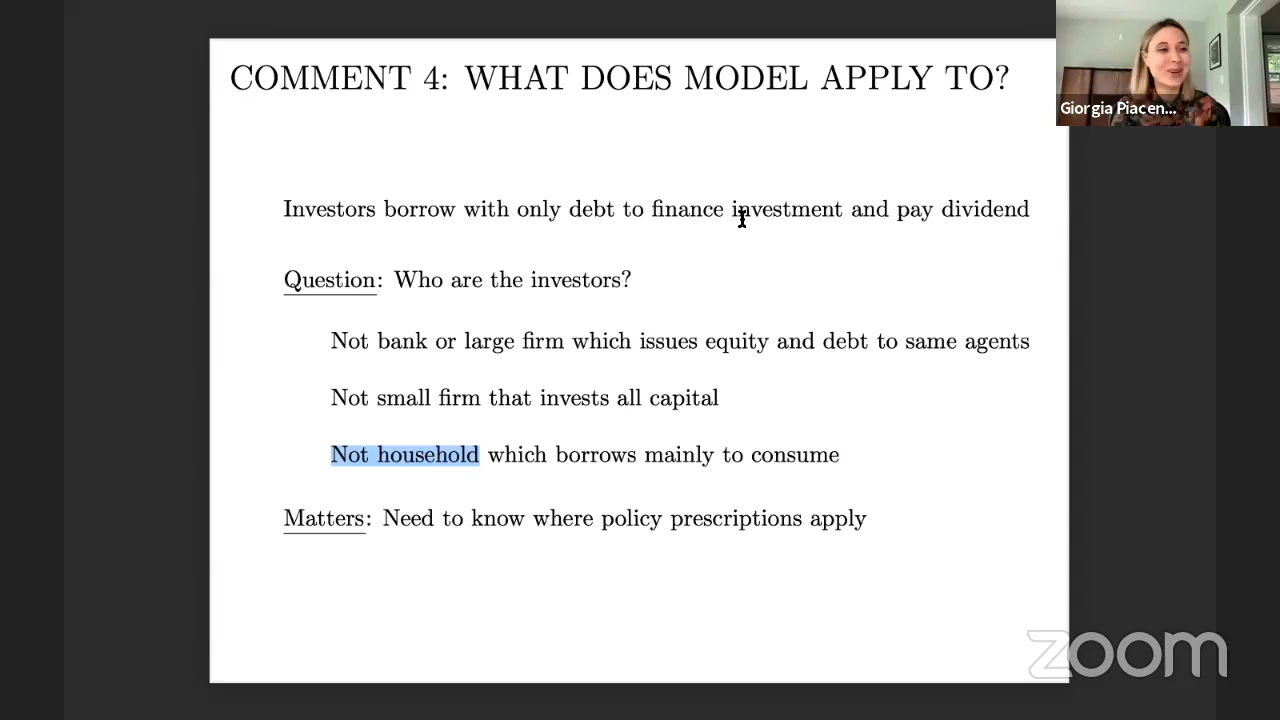 COMMENT 4: WHAT DOES MODEL APPLY TO?
Giorgia Piacen...
Investors borrow with only debt to finance investment and pay dividend
Question: Who are the investors?
Not bank or large firm which issues equity and debt to same agents
Not small firm that invests all capital
Not household which borrows mainly to consume
Matters: Need to know where policy prescriptions apply
zoom